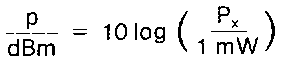 p/dBm = 10 log ( Pₓ / 1 mW )